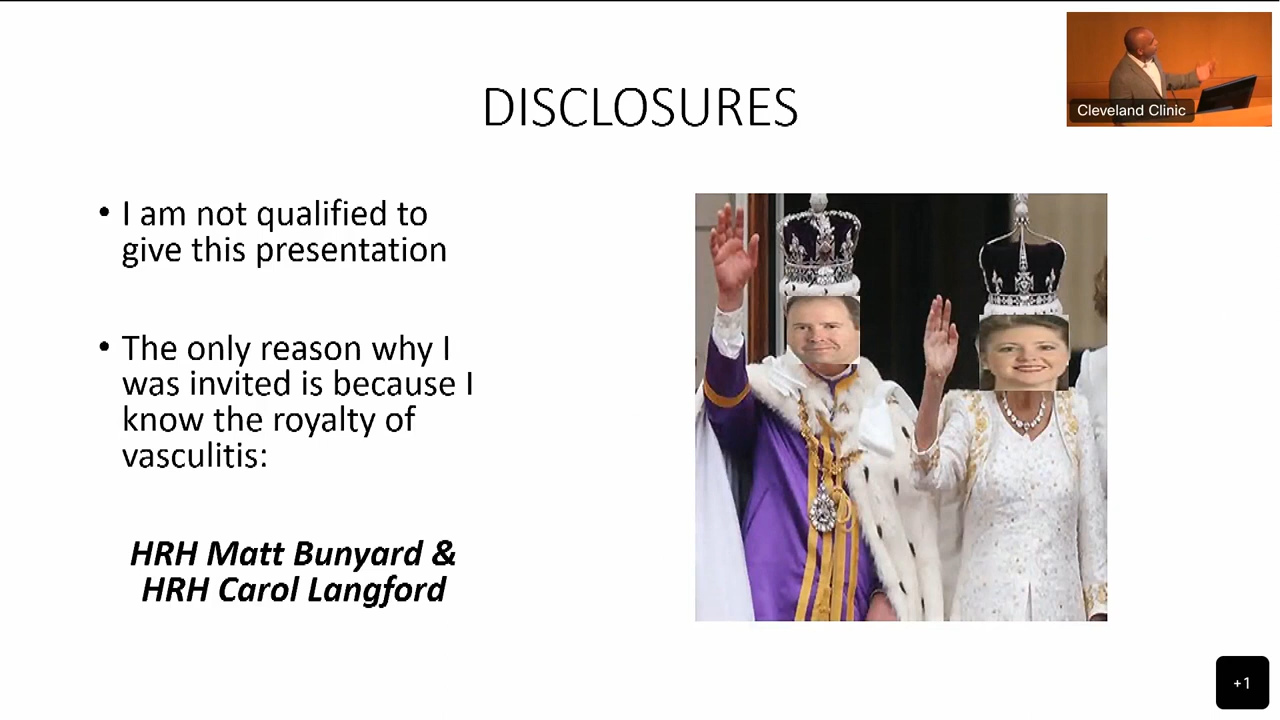 DISCLOSURES
Cleveland Clinic
• I am not qualified to
give this presentation
• The only reason why I
was invited is because I
know the royalty of
vasculitis:
HRH Matt Bunyard &
HRH Carol Langford
+1